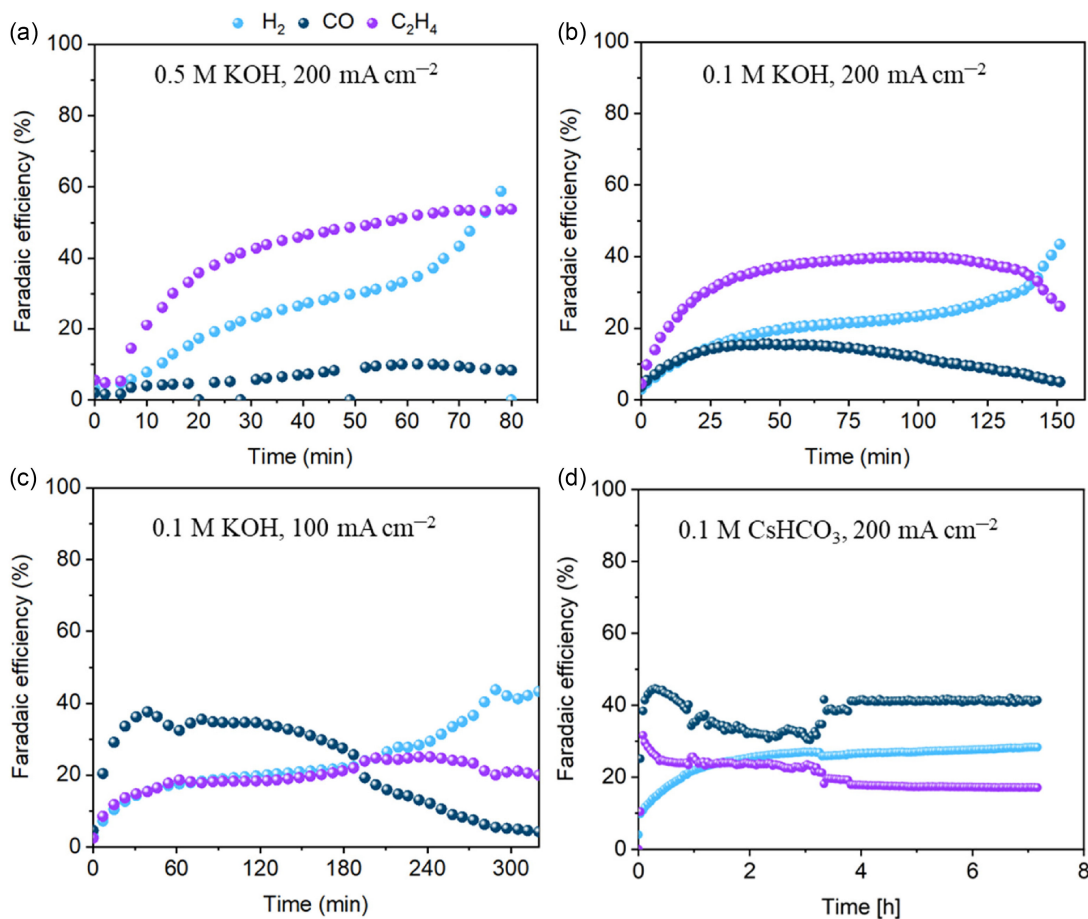 H₂ CO C₂H₄
(a)
0.5 M KOH, 200 mA cm⁻²
Faradaic efficiency (%)
100
80
60
40
20
0
0 10 20 30 40 50 60 70 80
Time (min)
(b)
0.1 M KOH, 200 mA cm⁻²
Faradaic efficiency (%)
100
80
60
40
20
0
0 25 50 75 100 125 150
Time (min)
(c)
0.1 M KOH, 100 mA cm⁻²
Faradaic efficiency (%)
100
80
60
40
20
0
0 60 120 180 240 300
Time (min)
(d)
0.1 M CsHCO₃, 200 mA cm⁻²
Faradaic efficiency (%)
100
80
60
40
20
0
0 2 4 6 8
Time [h]